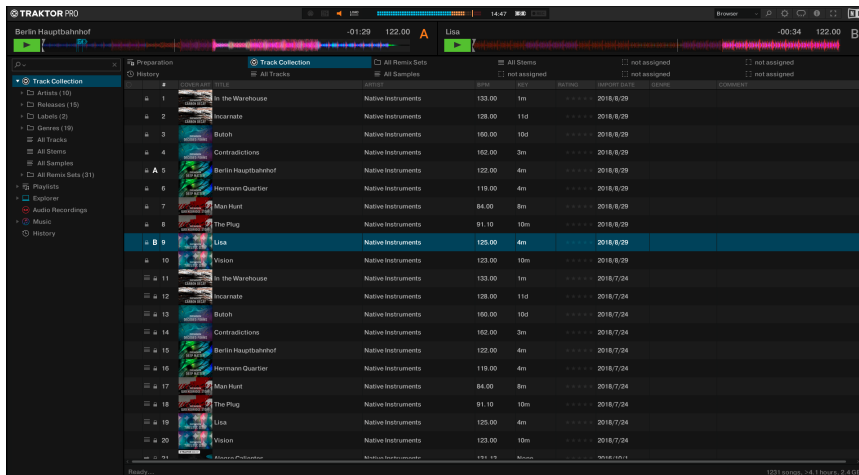 TRAKTOR PRO 14:47 Browser
Berlin Hauptbahnhof -01:29 122.00 A Lisa -00:34 122.00 B
Preparation Track Collection All Remix Sets All Stems not assigned not assigned
History All Tracks All Samples not assigned not assigned not assigned
# COVER ART TITLE ARTIST BPM KEY RATING IMPORT DATE GENRE COMMENT
Track Collection
Artists (10)
Releases (15)
Labels (2)
Genres (19)
All Tracks
All Stems
All Samples
All Remix Sets (31)
Playlists
Explorer
Audio Recordings
Music
History
1 In the Warehouse Native Instruments 133.00 1m 2018/8/29
2 Incarnate Native Instruments 128.00 11d 2018/8/29
3 Butoh Native Instruments 160.00 10d 2018/8/29
4 Contradictions Native Instruments 162.00 3m 2018/8/29
A 5 Berlin Hauptbahnhof Native Instruments 122.00 4m 2018/8/29
6 Hermann Quartier Native Instruments 119.00 4m 2018/8/29
7 Man Hunt Native Instruments 84.00 8m 2018/8/29
8 The Plug Native Instruments 91.10 10m 2018/8/29
B 9 Lisa Native Instruments 125.00 4m 2018/8/29
10 Vision Native Instruments 123.00 10m 2018/8/29
11 In the Warehouse Native Instruments 133.00 1m 2018/7/24
12 Incarnate Native Instruments 128.00 11d 2018/7/24
13 Butoh Native Instruments 160.00 10d 2018/7/24
14 Contradictions Native Instruments 162.00 3m 2018/7/24
15 Berlin Hauptbahnhof Native Instruments 122.00 4m 2018/7/24
16 Hermann Quartier Native Instruments 119.00 4m 2018/7/24
17 Man Hunt Native Instruments 84.00 8m 2018/7/24
18 The Plug Native Instruments 91.10 10m 2018/7/24
19 Lisa Native Instruments 125.00 4m 2018/7/24
20 Vision Native Instruments 123.00 10m 2018/7/24
Ready... 1231 songs, >4.1 hours, 2.4 GB